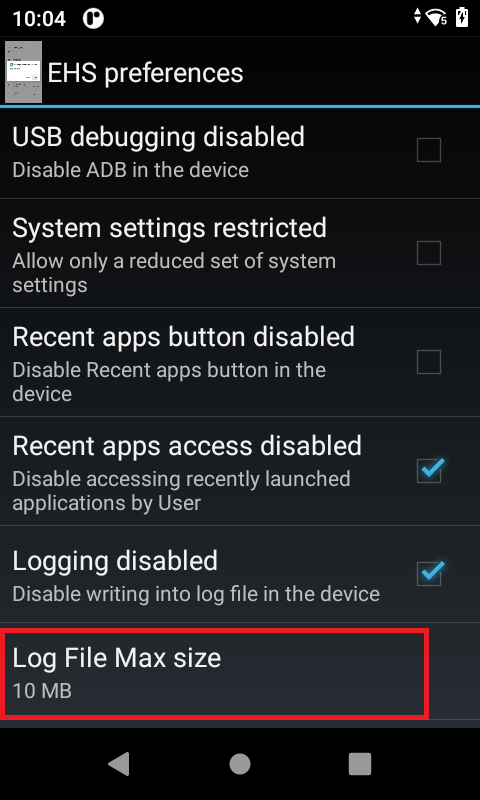 10:04
EHS preferences
USB debugging disabled
Disable ADB in the device
System settings restricted
Allow only a reduced set of system
settings
Recent apps button disabled
Disable Recent apps button in the
device
Recent apps access disabled
Disable accessing recently launched
applications by User
Logging disabled
Disable writing into log file in the device
Log File Max size
10 MB